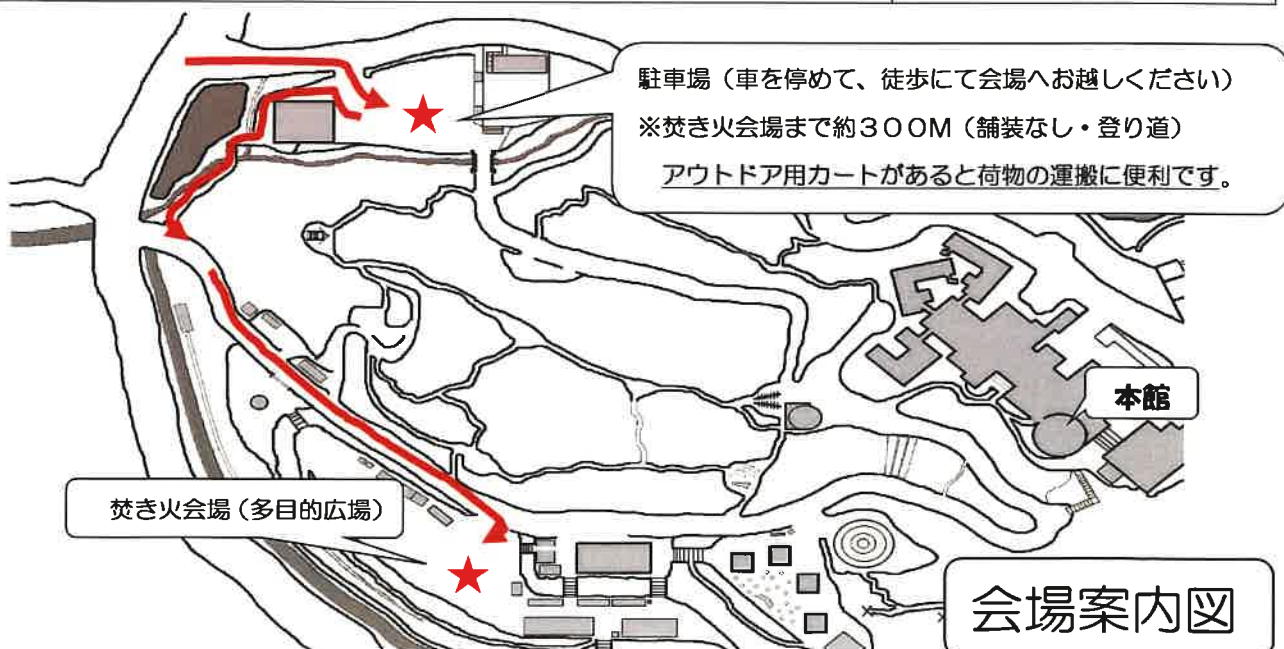 駐車場（車を停めて、徒歩にて会場へお越しください）
※焚き火会場まで約３００Ｍ（舗装なし・登り道）
アウトドア用カートがあると荷物の運搬に便利です。
本館
焚き火会場（多目的広場）
会場案内図